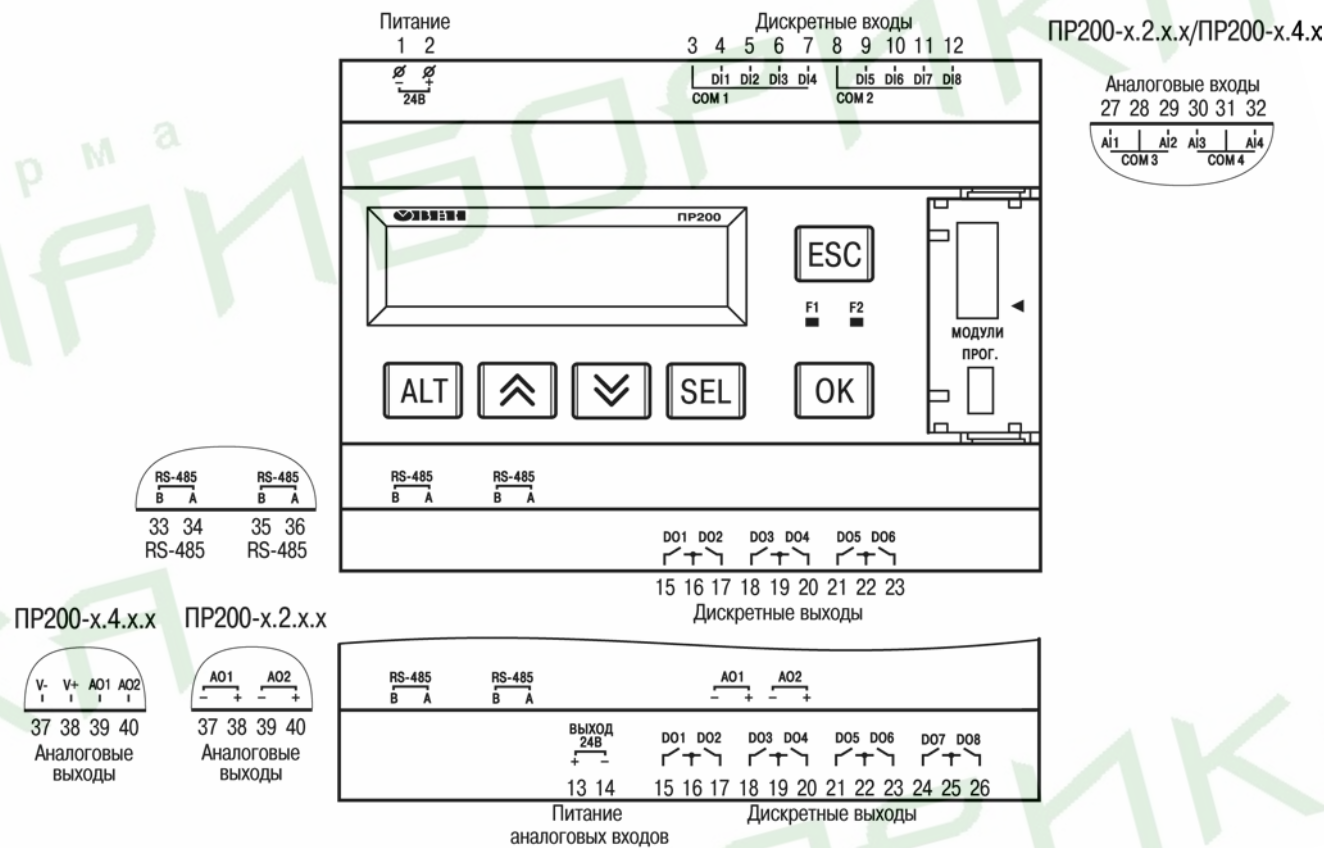 Питание
1 2
– +
24В
Дискретные входы
3 4 5 6 7 8 9 10 11 12
DI1 DI2 DI3 DI4 DI5 DI6 DI7 DI8
COM 1 COM 2
ПР200-х.2.х.х/ПР200-х.4.х
Аналоговые входы
27 28 29 30 31 32
AI1 AI2 AI3 AI4
COM 3 COM 4
рма
ПРИБОРИКА
ОВЕН
ПР200
ESC
F1 F2
МОДУЛИ
ПРОГ.
ALT
SEL
OK
RS-485 RS-485
B A B A
33 34 35 36
RS-485 RS-485
RS-485 RS-485
B A B A
DO1 DO2 DO3 DO4 DO5 DO6
15 16 17 18 19 20 21 22 23
Дискретные выходы
ПР200-х.4.х.х
V- V+ AO1 AO2
37 38 39 40
Аналоговые
выходы
ПР200-х.2.х.х
AO1 AO2
– + – +
37 38 39 40
Аналоговые
выходы
RS-485 RS-485
B A B A
AO1 AO2
– + – +
ВЫХОД
24В
+ –
DO1 DO2 DO3 DO4 DO5 DO6 DO7 DO8
13 14 15 16 17 18 19 20 21 22 23 24 25 26
Питание
аналоговых входов
Дискретные выходы